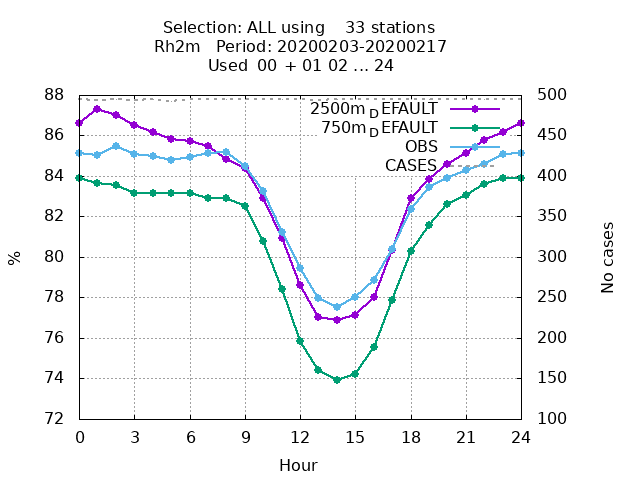 Selection: ALL using    33 stations
Rh2m   Period: 20200203-20200217
Used  00 + 01 02 ... 24
88 500
2500mDEFAULT
750mDEFAULT
86 450
OBS
CASES
84 400
82 350
80 300
%
No cases
78 250
76 200
74 150
72 100
0 3 6 9 12 15 18 21 24
Hour